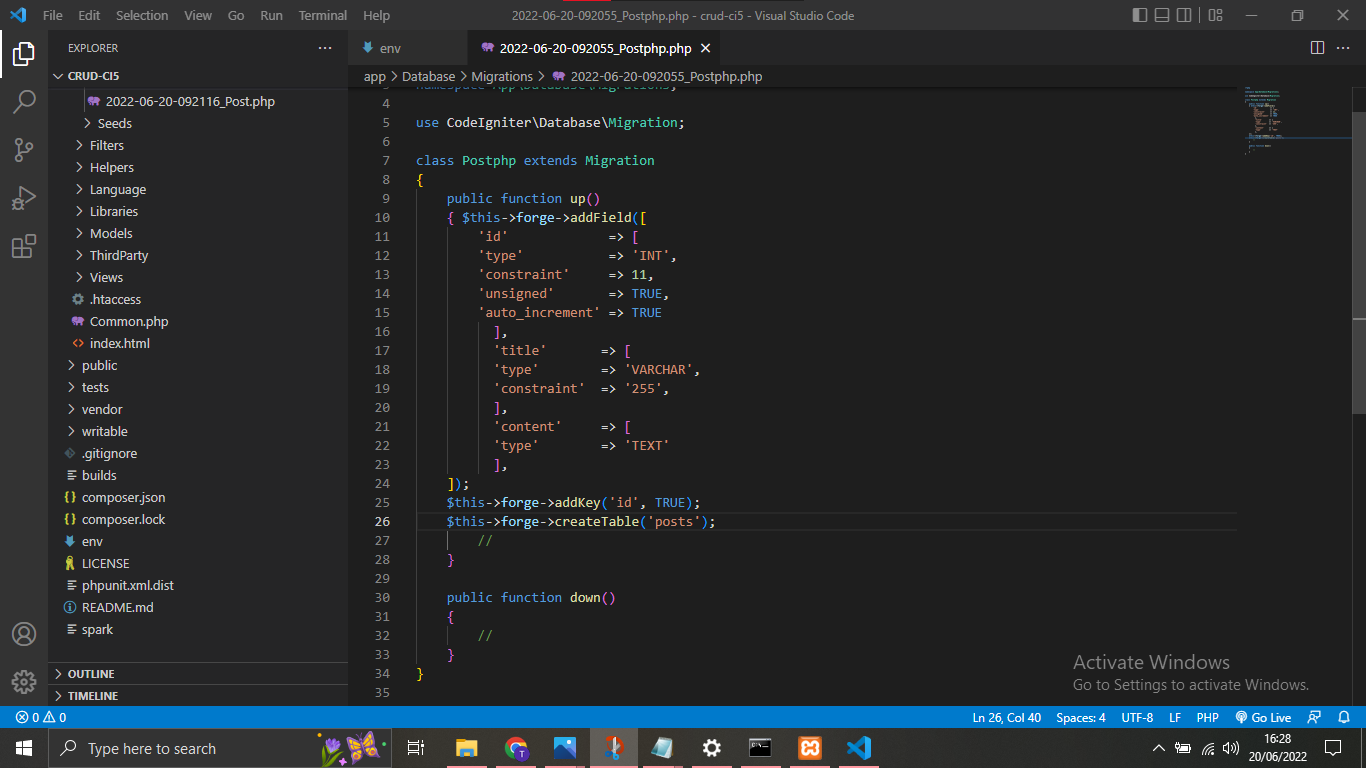 File Edit Selection View Go Run Terminal Help 2022-06-20-092055_Postphp.php - crud-ci5 - Visual Studio Code
EXPLORER
CRUD-CI5
2022-06-20-092116_Post.php
Seeds
Filters
Helpers
Language
Libraries
Models
ThirdParty
Views
.htaccess
Common.php
index.html
public
tests
vendor
writable
.gitignore
builds
composer.json
composer.lock
env
LICENSE
phpunit.xml.dist
README.md
spark
OUTLINE
TIMELINE
env 2022-06-20-092055_Postphp.php
app > Database > Migrations > 2022-06-20-092055_Postphp.php
3 namespace App\Database\Migrations;
4
5 use CodeIgniter\Database\Migration;
6
7 class Postphp extends Migration
8 {
9 public function up()
10 { $this->forge->addField([
11 'id' => [
12 'type' => 'INT',
13 'constraint' => 11,
14 'unsigned' => TRUE,
15 'auto_increment' => TRUE
16 ],
17 'title' => [
18 'type' => 'VARCHAR',
19 'constraint' => '255',
20 ],
21 'content' => [
22 'type' => 'TEXT'
23 ],
24 ]);
25 $this->forge->addKey('id', TRUE);
26 $this->forge->createTable('posts');
27 //
28 }
29
30 public function down()
31 {
32 //
33 }
34 }
35
Activate Windows
Go to Settings to activate Windows.
0 0 Ln 26, Col 40 Spaces: 4 UTF-8 LF PHP Go Live
Type here to search
16:28
20/06/2022